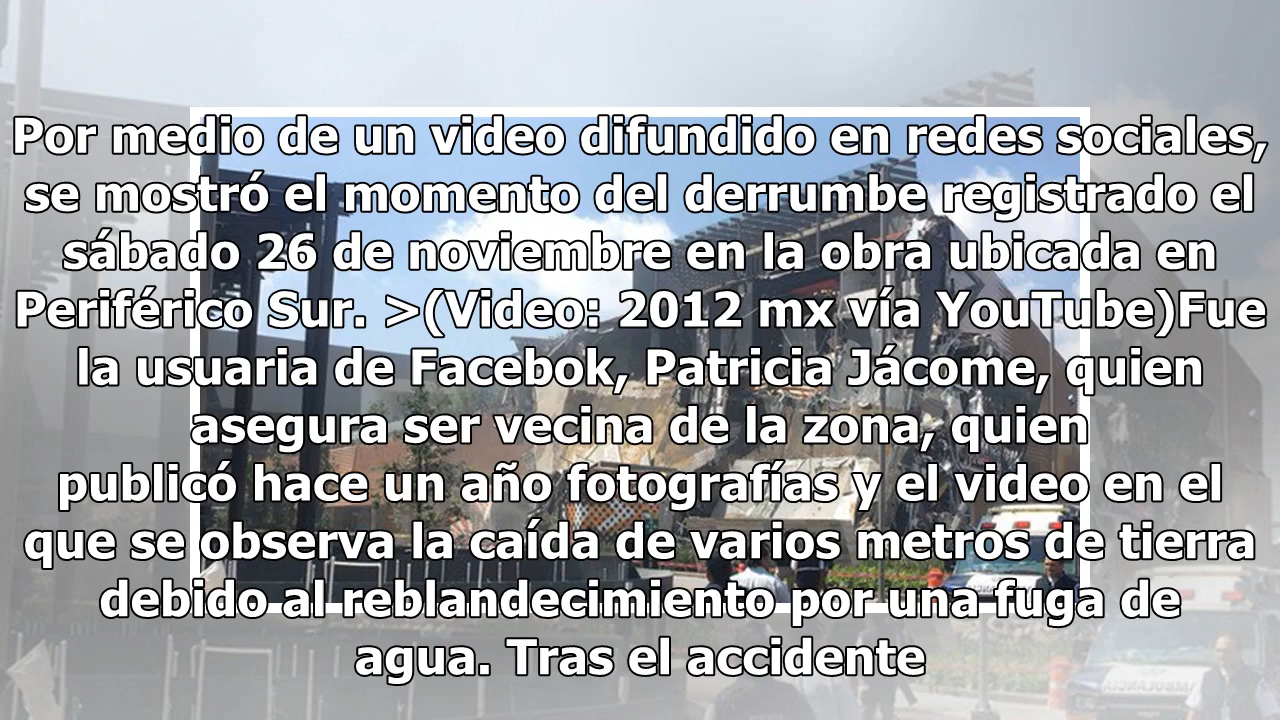 Por medio de un video difundido en redes sociales,
se mostró el momento del derrumbe registrado el
sábado 26 de noviembre en la obra ubicada en
Periférico Sur. >(Video: 2012 mx vía YouTube)Fue
la usuaria de Facebok, Patricia Jácome, quien
asegura ser vecina de la zona, quien
publicó hace un año fotografías y el video en el
que se observa la caída de varios metros de tierra
debido al reblandecimiento por una fuga de
agua. Tras el accidente
AMBULANCIA